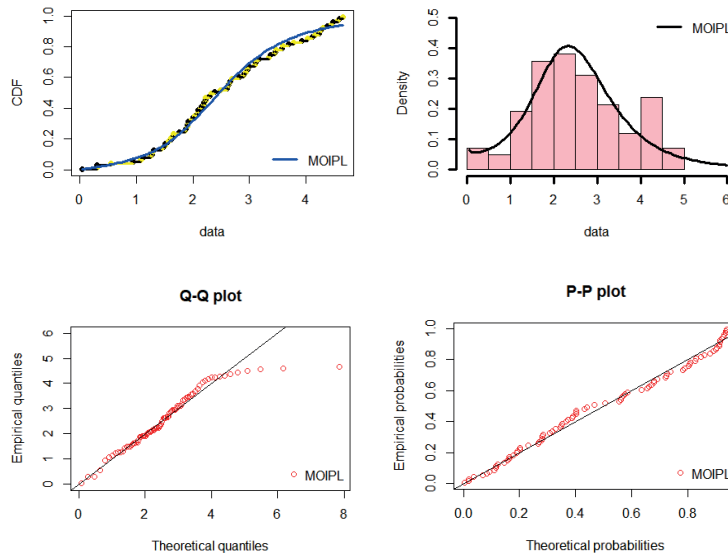 CDF
0.0 0.2 0.4 0.6 0.8 1.0
MOIPL
0 1 2 3 4
data
Density
0.0 0.1 0.2 0.3 0.4 0.5
MOIPL
0 1 2 3 4 5 6
data
Q-Q plot
Empirical quantiles
0 1 2 3 4 5 6
MOIPL
0 2 4 6 8
Theoretical quantiles
P-P plot
Empirical probabilities
0.0 0.2 0.4 0.6 0.8 1.0
MOIPL
0.0 0.2 0.4 0.6 0.8
Theoretical probabilities